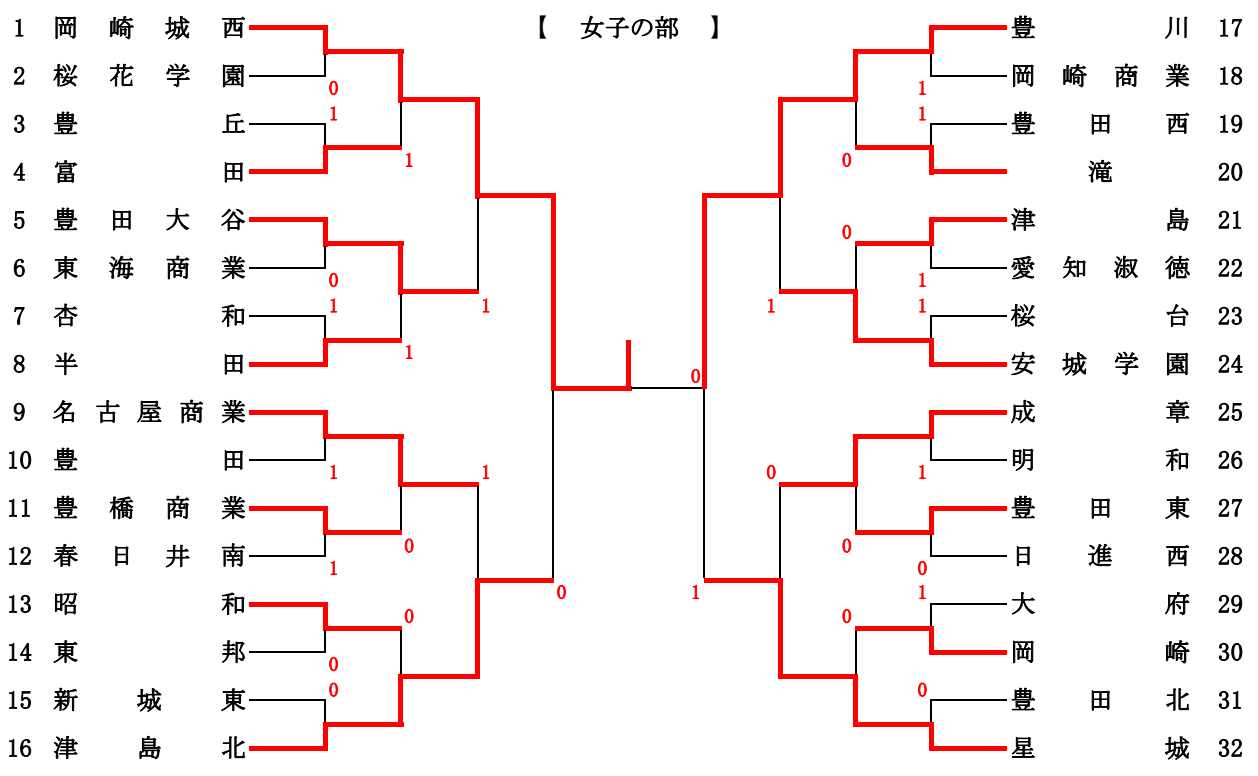 【 女子の部 】
1 岡崎城西
2 桜花学園
0
1
3 豊丘
4 富田
1
5 豊田大谷
6 東海商業
0
1
7 杏和
1
8 半田
1
9 名古屋商業
10 豊田
1
1
11 豊橋商業
0
12 春日井南
1
0
13 昭和
0
14 東邦
0
0
15 新城東
16 津島北
0
豊川 17
岡崎商業 18
1
1
豊田西 19
0
滝 20
津島 21
0
愛知淑徳 22
1
1
1
桜台 23
安城学園 24
成章 25
明和 26
0
1
豊田東 27
0
日進西 28
0
1
1
大府 29
0
岡崎 30
0
豊田北 31
星城 32